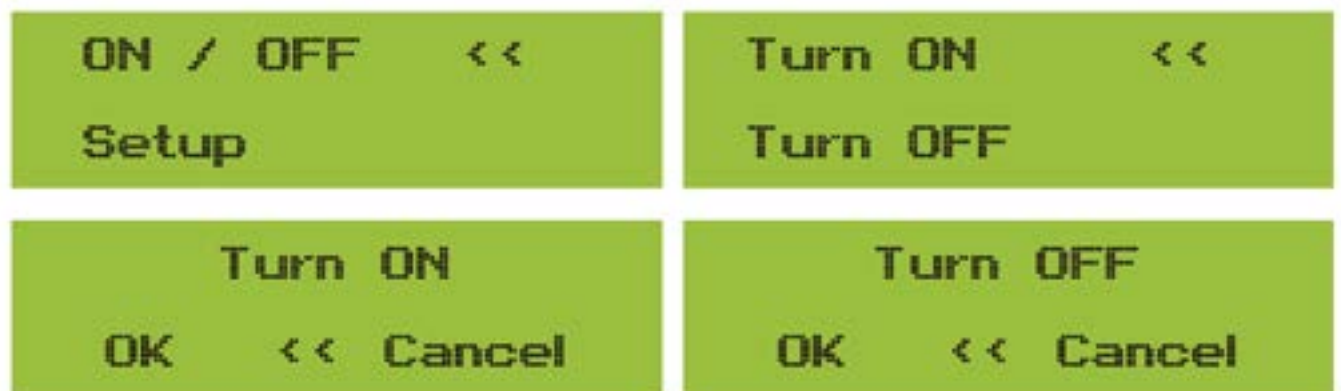 ON / OFF <<
Setup
Turn ON <<
Turn OFF
Turn ON
OK << Cancel
Turn OFF
OK << Cancel